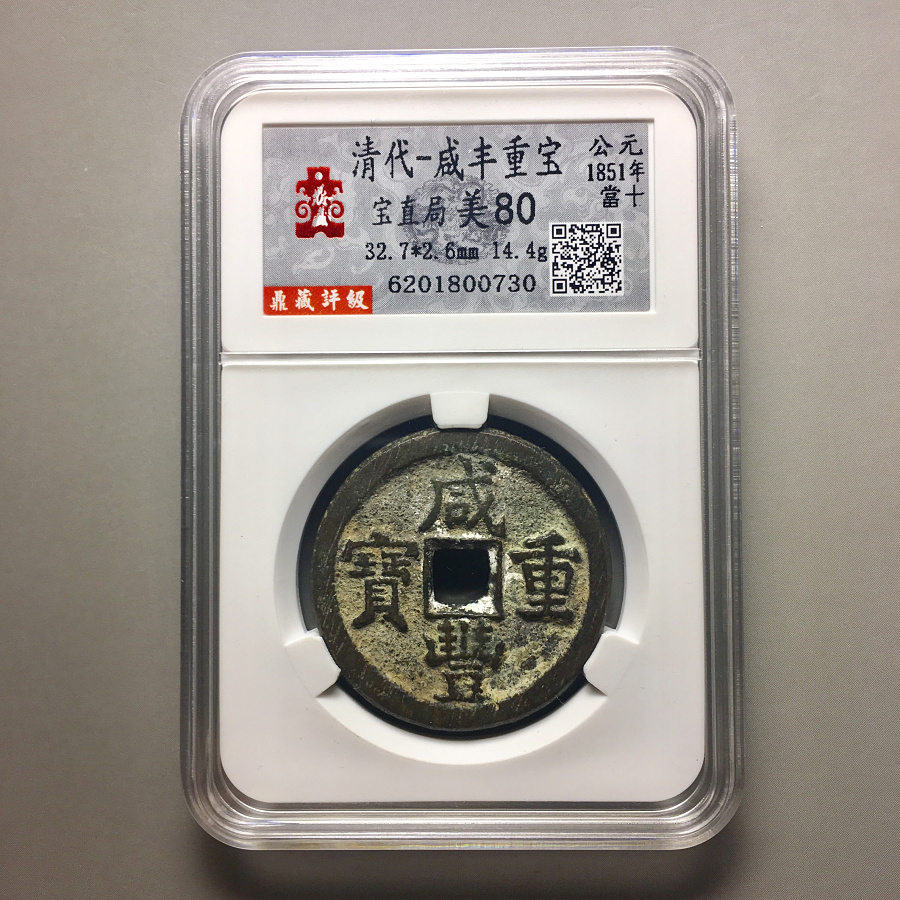 清代-咸丰重宝
公元
1851年
當十
宝直局 美80
32.7*2.6mm 14.4g
6201800730
鼎藏評級
咸
豐
重
寶